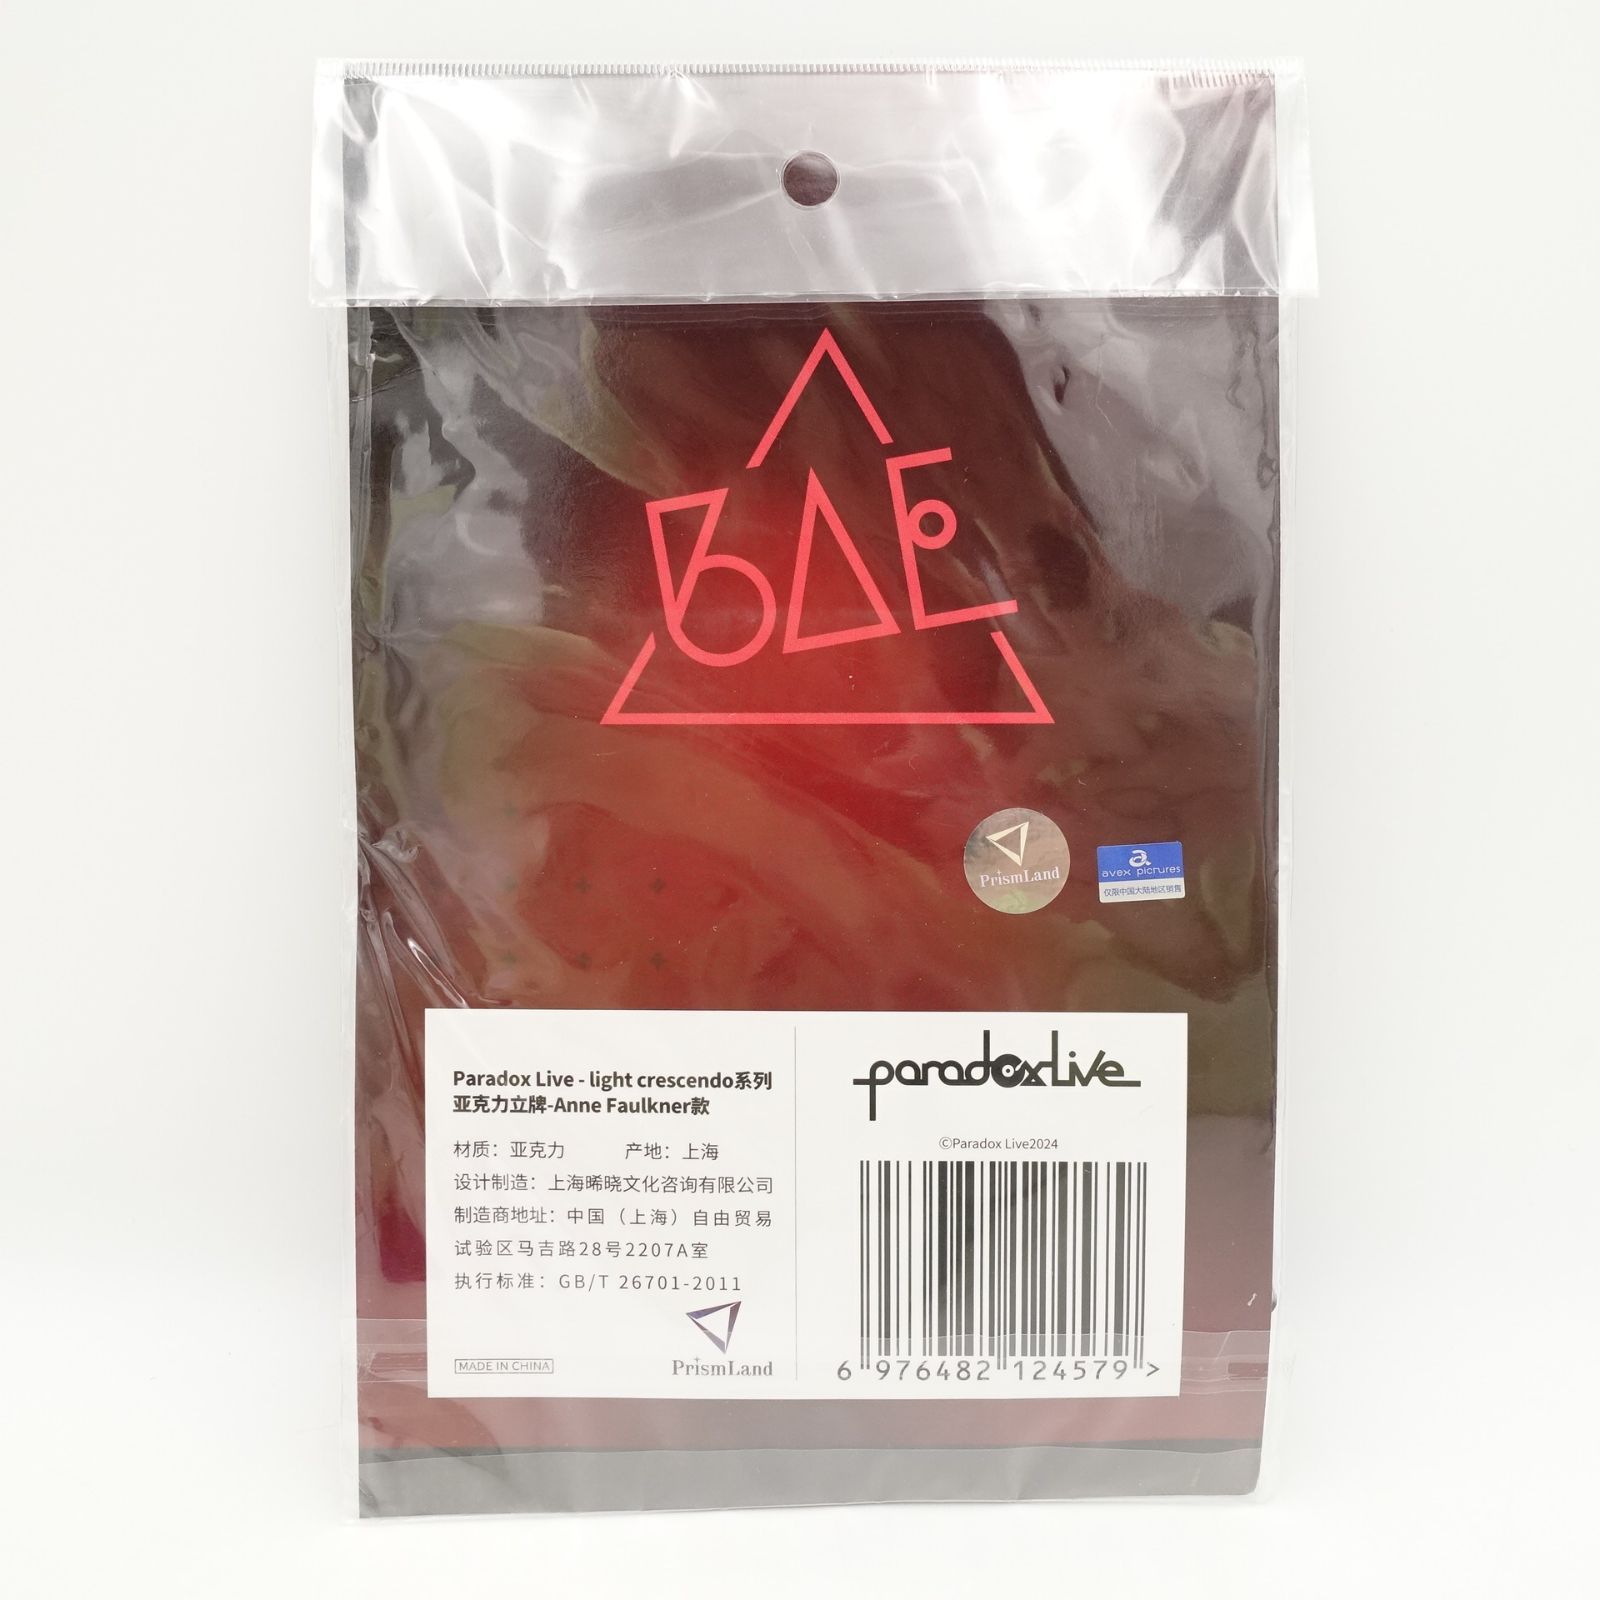 BAE
PrismLand
a
avex pictures
仅限中国大陆地区销售
Paradox Live - light crescendo系列
亚克力立牌-Anne Faulkner款
材质：亚克力 产地：上海
设计制造：上海晞晓文化咨询有限公司
制造商地址：中国（上海）自由贸易
试验区马吉路28号2207A室
执行标准：GB/T 26701-2011
MADE IN CHINA
PrismLand
paradoxLive
©Paradox Live2024
6 976482 124579 >